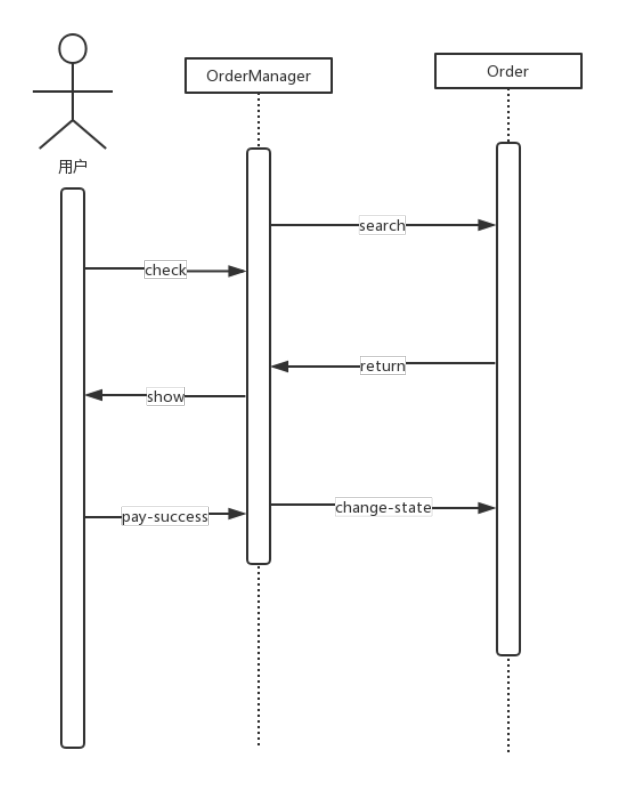 OrderManager
Order
用户
search
check
return
show
pay-success
change-state